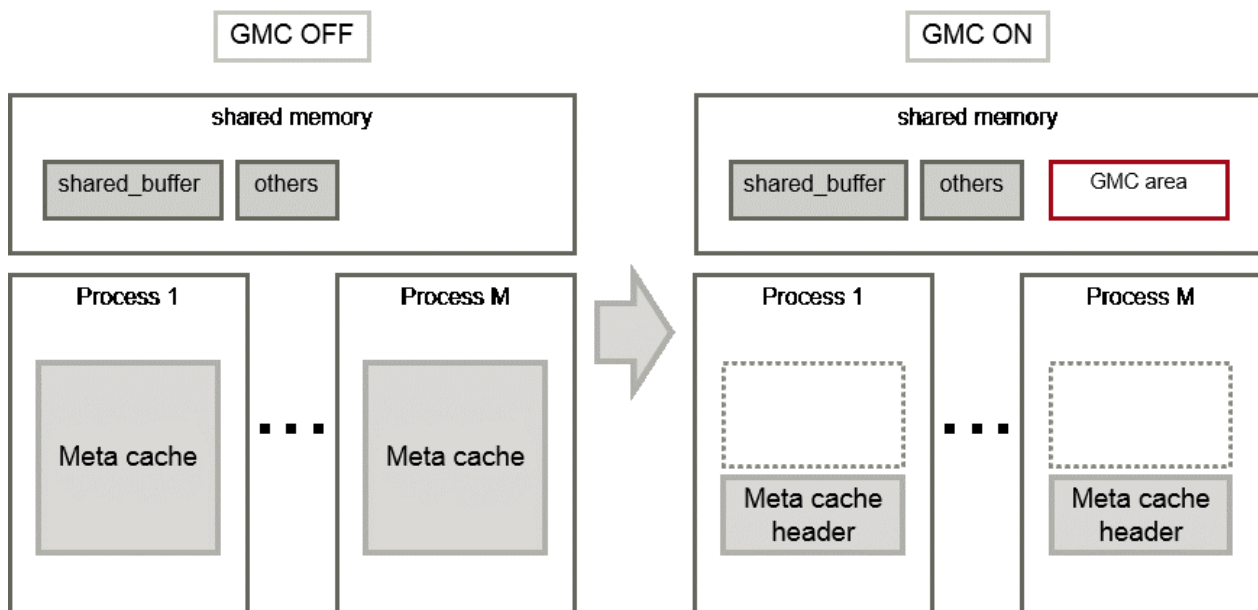 GMC OFF
GMC ON
shared memory
shared_buffer
others
shared memory
shared_buffer
others
GMC area
Process 1
Process M
Meta cache
Meta cache
Process 1
Process M
Meta cache
header
Meta cache
header